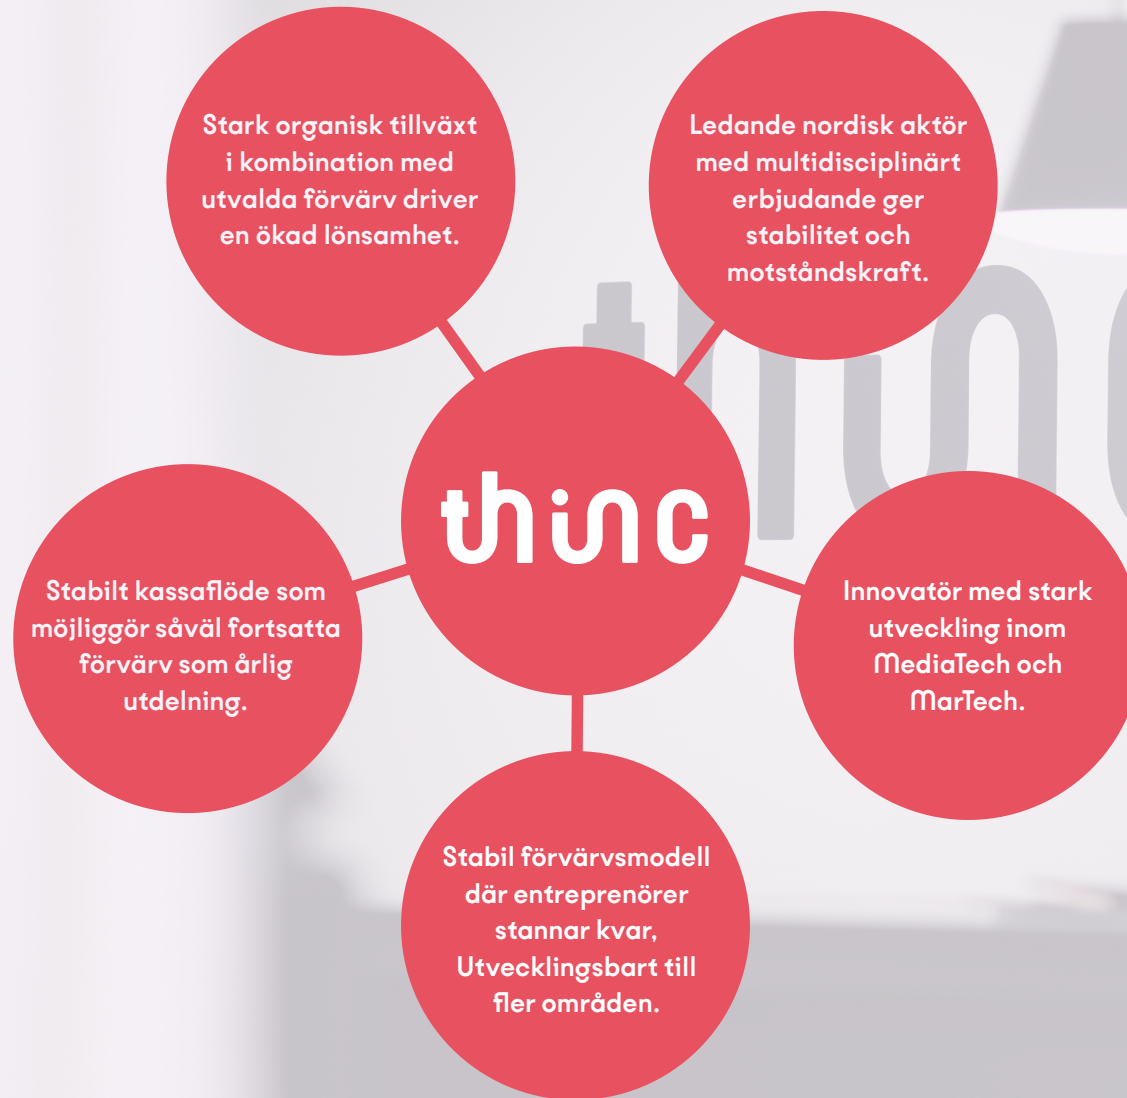 Stark organisk tillväxt
i kombination med
utvalda förvärv driver
en ökad lönsamhet.
Ledande nordisk aktör
med multidisciplinärt
erbjudande ger
stabilitet och
motståndskraft.
thinc
thinc
Stabilt kassaflöde som
möjliggör såväl fortsatta
förvärv som årlig
utdelning.
Innovatör med stark
utveckling inom
MediaTech och
MarTech.
Stabil förvärvsmodell
där entreprenörer
stannar kvar,
Utvecklingsbart till
fler områden.